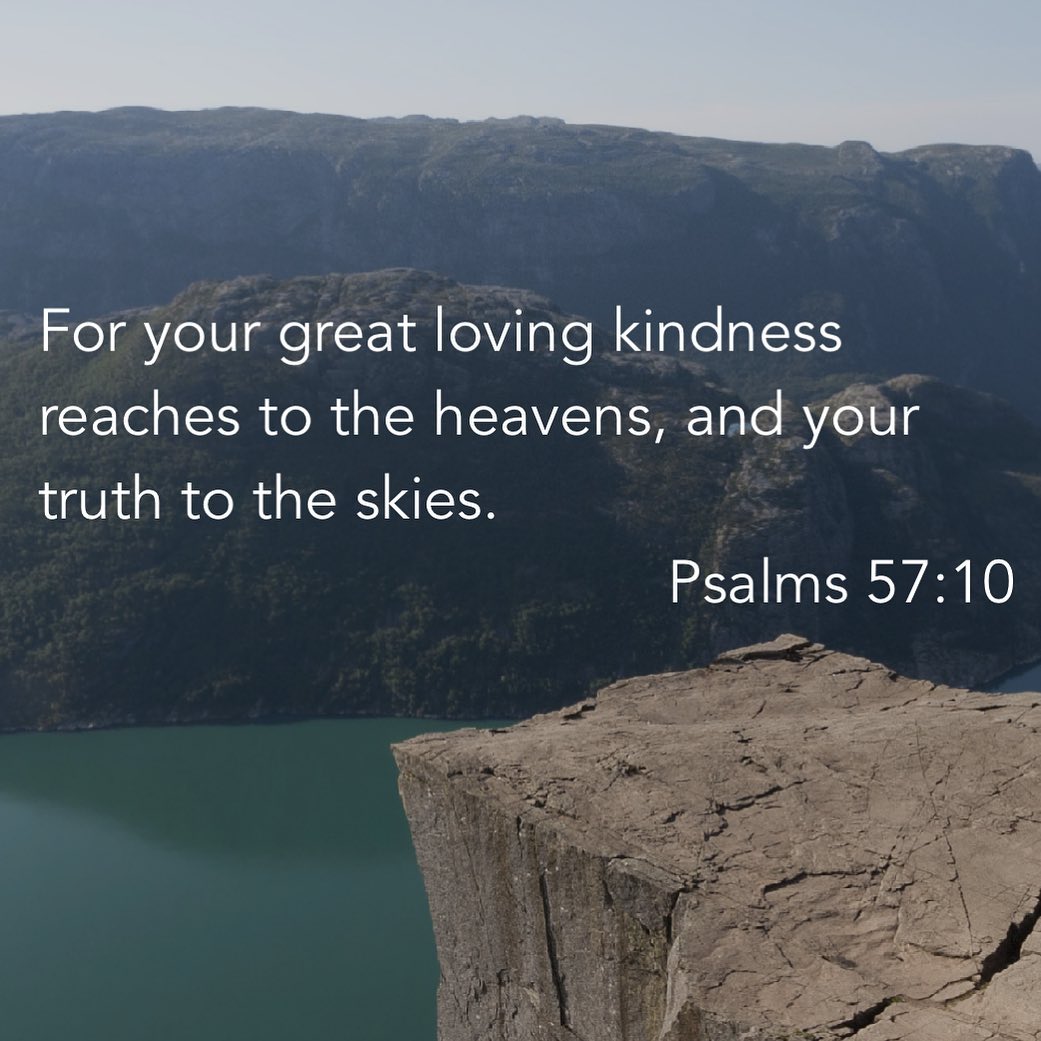 For your great loving kindness
reaches to the heavens, and your
truth to the skies.
Psalms 57:10